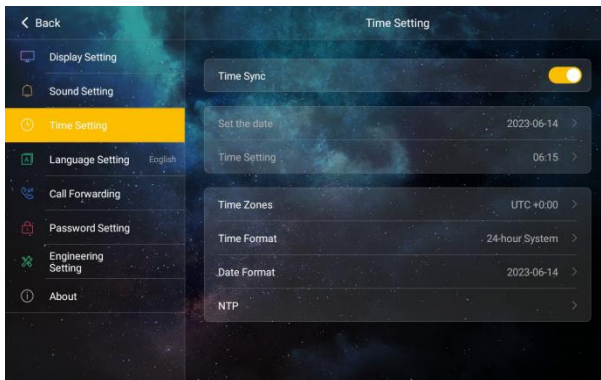 Back
Time Setting
Display Setting
Sound Setting
Time Setting
Language Setting English
Call Forwarding
Password Setting
Engineering
Setting
About
Time Sync
Set the date 2023-06-14
Time Setting 06:15
Time Zones UTC +0:00
Time Format 24-hour System
Date Format 2023-06-14
NTP